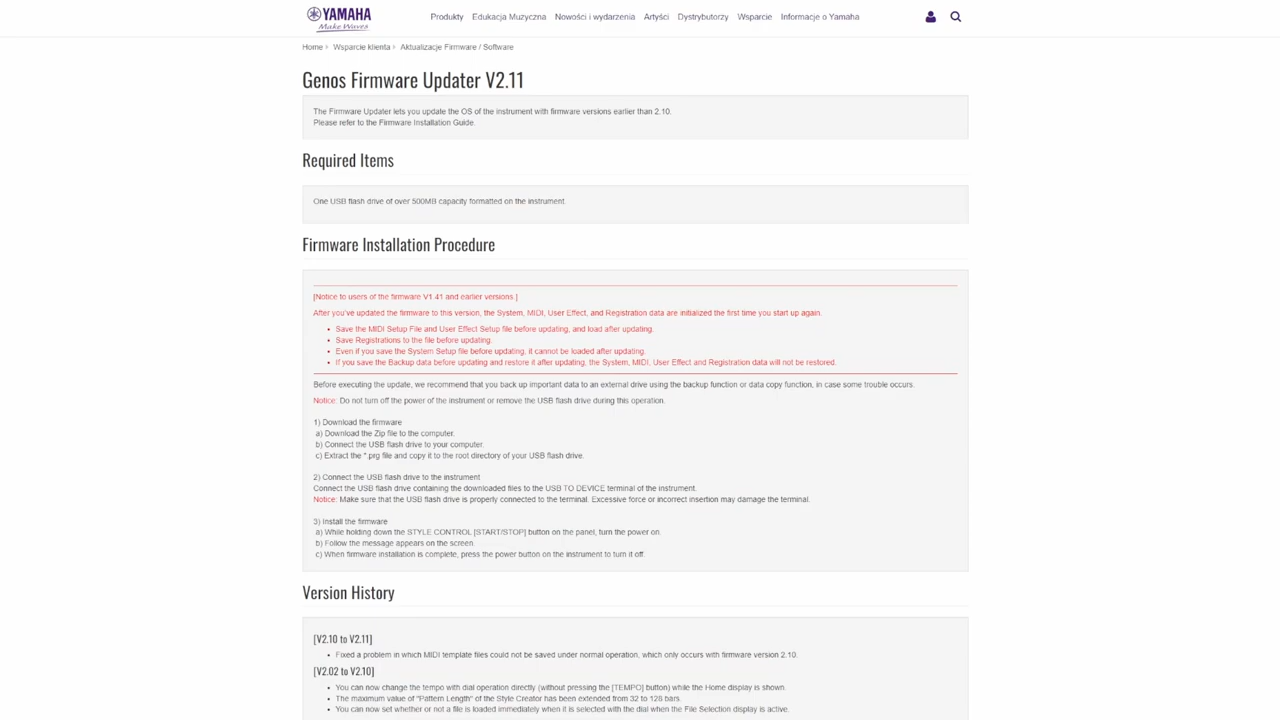 YAMAHA
Make Waves
Produkty Edukacja Muzyczna Nowości i wydarzenia Artyści Dystrybutorzy Wsparcie Informacje o Yamaha
Home Wsparcie klienta Aktualizacje Firmware / Software
Genos Firmware Updater V2.11
The Firmware Updater lets you update the OS of the instrument with firmware versions earlier than 2.10.
Please refer to the Firmware Installation Guide.
Required Items
One USB flash drive of over 500MB capacity formatted on the instrument.
Firmware Installation Procedure
[Notice to users of the firmware V1.41 and earlier versions.]
After you've updated the firmware to this version, the System, MIDI, User Effect, and Registration data are initialized the first time you start up again.
• Save the MIDI Setup File and User Effect Setup file before updating, and load after updating.
• Save Registrations to the file before updating.
• Even if you save the System Setup file before updating, it cannot be loaded after updating.
• If you save the Backup data before updating and restore it after updating, the System, MIDI, User Effect and Registration data will not be restored.
Before executing the update, we recommend that you back up important data to an external drive using the backup function or data copy function, in case some trouble occurs.
Notice: Do not turn off the power of the instrument or remove the USB flash drive during this operation.
1) Download the firmware
a) Download the Zip file to the computer.
b) Connect the USB flash drive to your computer.
c) Extract the *.prg file and copy it to the root directory of your USB flash drive.
2) Connect the USB flash drive to the instrument
Connect the USB flash drive containing the downloaded files to the USB TO DEVICE terminal of the instrument.
Notice: Make sure that the USB flash drive is properly connected to the terminal. Excessive force or incorrect insertion may damage the terminal.
3) Install the firmware
a) While holding down the STYLE CONTROL [START/STOP] button on the panel, turn the power on.
b) Follow the message appears on the screen.
c) When firmware installation is complete, press the power button on the instrument to turn it off.
Version History
[V2.10 to V2.11]
• Fixed a problem in which MIDI template files could not be saved under normal operation, which only occurs with firmware version 2.10.
[V2.02 to V2.10]
• You can now change the tempo with dial operation directly (without pressing the [TEMPO] button) while the Home display is shown.
• The maximum value of "Pattern Length" of the Style Creator has been extended from 32 to 128 bars.
• You can now set whether or not a file is loaded immediately when it is selected with the dial when the File Selection display is active.